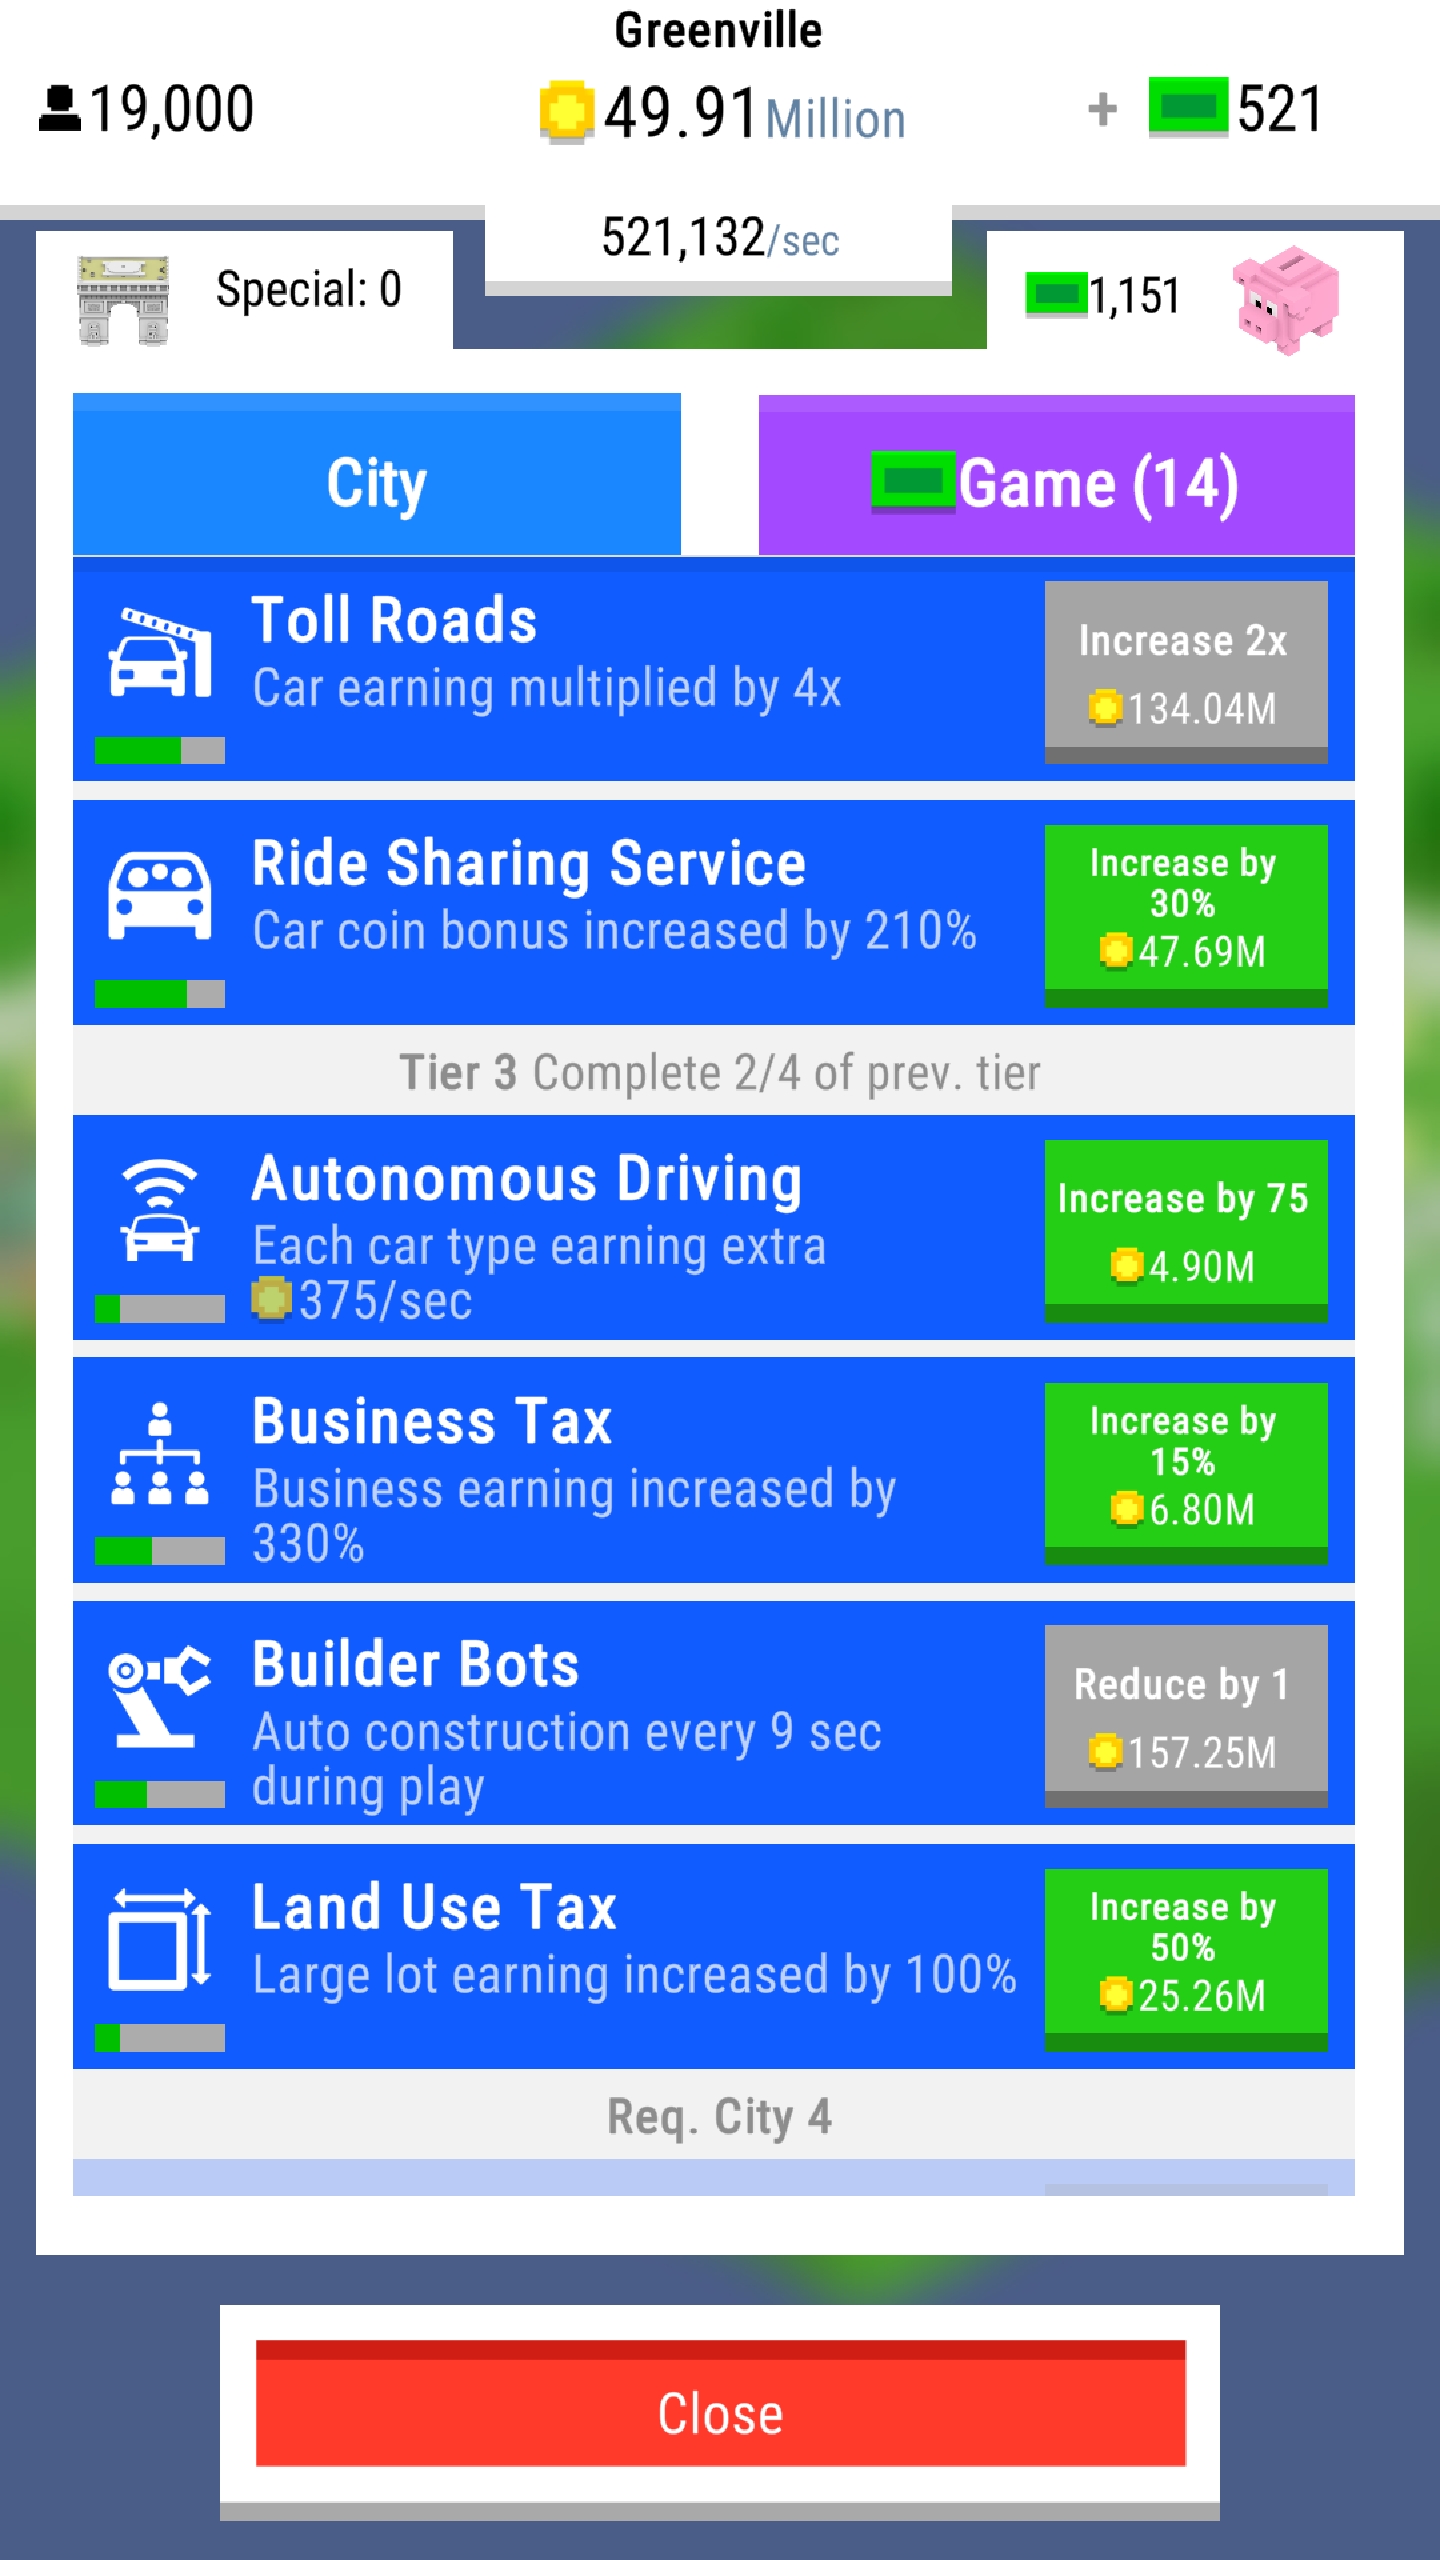 Greenville
19,000
49.91 Million
+ 521
521,132/sec
Special: 0
1,151
City
Game (14)
Toll Roads
Car earning multiplied by 4x
Increase 2x
134.04M
Ride Sharing Service
Car coin bonus increased by 210%
Increase by
30%
47.69M
Tier 3 Complete 2/4 of prev. tier
Autonomous Driving
Each car type earning extra
375/sec
Increase by 75
4.90M
Business Tax
Business earning increased by
330%
Increase by
15%
6.80M
Builder Bots
Auto construction every 9 sec
during play
Reduce by 1
157.25M
Land Use Tax
Large lot earning increased by 100%
Increase by
50%
25.26M
Req. City 4
Close